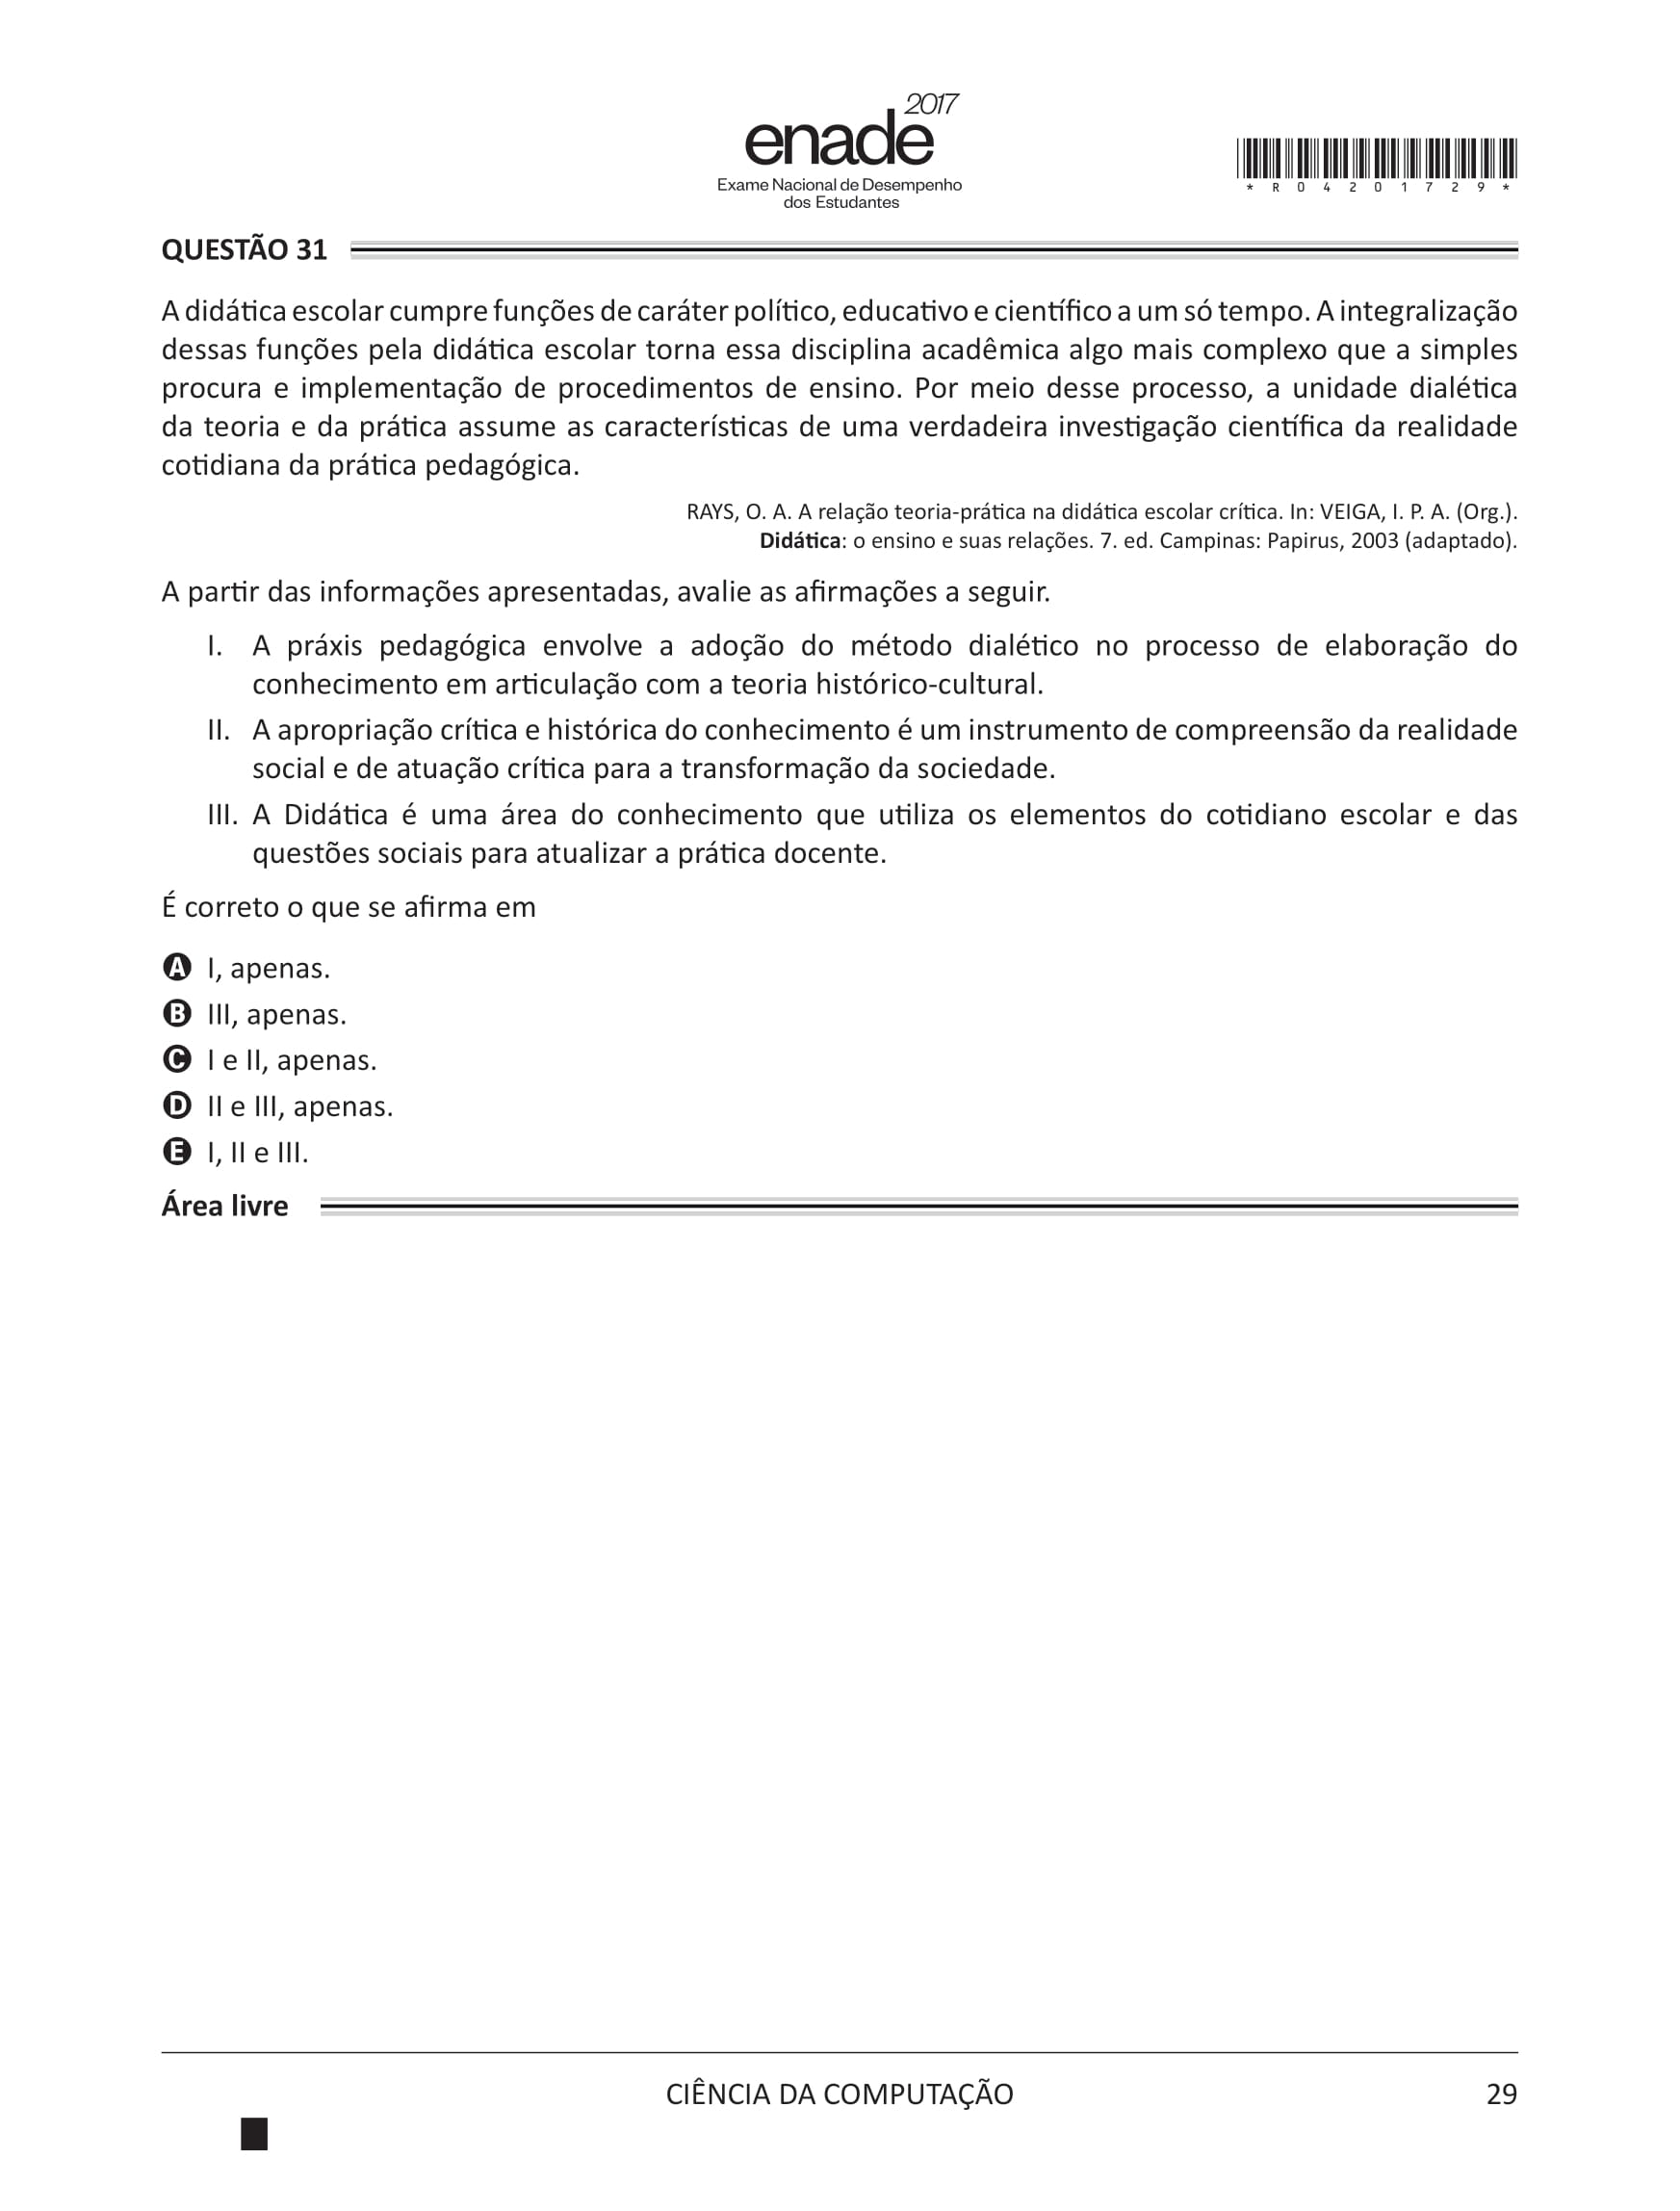 2017
enade
Exame Nacional de Desempenho
dos Estudantes
* R 0 4 2 0 1 7 2 9 *
QUESTÃO 31
A didática escolar cumpre funções de caráter político, educativo e científico a um só tempo. A integralização
dessas funções pela didática escolar torna essa disciplina acadêmica algo mais complexo que a simples
procura e implementação de procedimentos de ensino. Por meio desse processo, a unidade dialética
da teoria e da prática assume as características de uma verdadeira investigação científica da realidade
cotidiana da prática pedagógica.
RAYS, O. A. A relação teoria-prática na didática escolar crítica. In: VEIGA, I. P. A. (Org.).
Didática: o ensino e suas relações. 7. ed. Campinas: Papirus, 2003 (adaptado).
A partir das informações apresentadas, avalie as afirmações a seguir.
I. A práxis pedagógica envolve a adoção do método dialético no processo de elaboração do
conhecimento em articulação com a teoria histórico-cultural.
II. A apropriação crítica e histórica do conhecimento é um instrumento de compreensão da realidade
social e de atuação crítica para a transformação da sociedade.
III. A Didática é uma área do conhecimento que utiliza os elementos do cotidiano escolar e das
questões sociais para atualizar a prática docente.
É correto o que se afirma em
A I, apenas.
B III, apenas.
C I e II, apenas.
D II e III, apenas.
E I, II e III.
Área livre
CIÊNCIA DA COMPUTAÇÃO 29